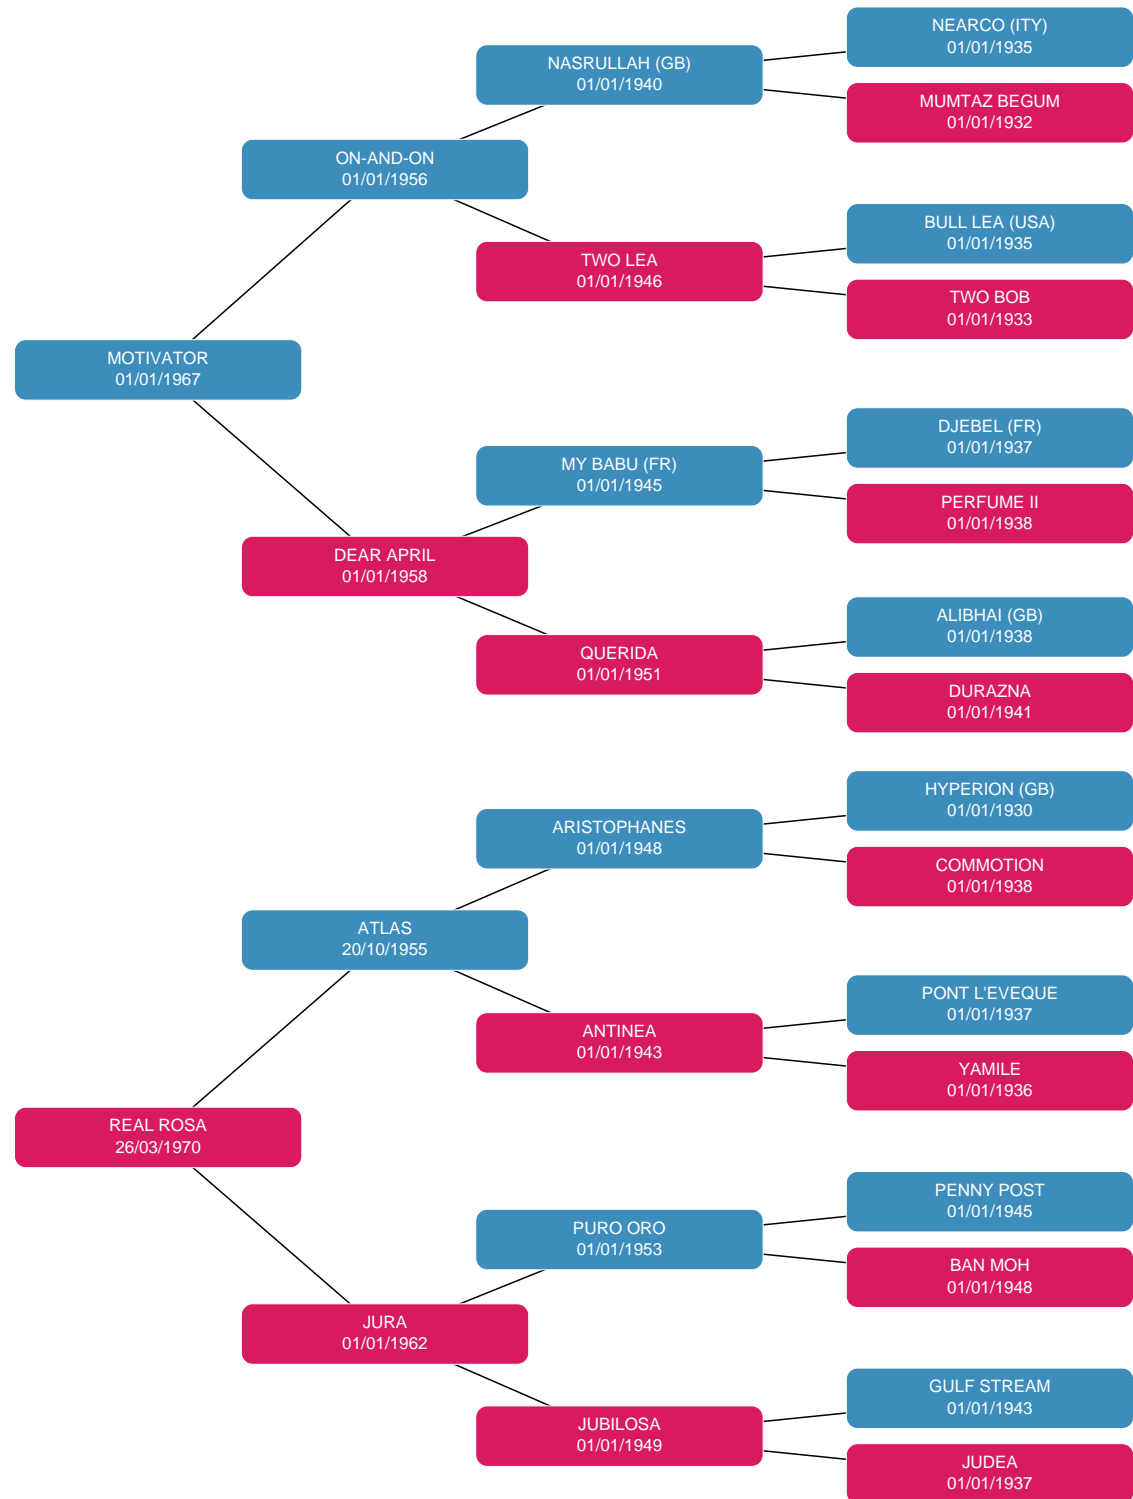 NEARCO (ITY)
01/01/1935
NASRULLAH (GB)
01/01/1940
MUMTAZ BEGUM
01/01/1932
ON-AND-ON
01/01/1956
BULL LEA (USA)
01/01/1935
TWO LEA
01/01/1946
TWO BOB
01/01/1933
MOTIVATOR
01/01/1967
DJEBEL (FR)
01/01/1937
MY BABU (FR)
01/01/1945
PERFUME II
01/01/1938
DEAR APRIL
01/01/1958
ALIBHAI (GB)
01/01/1938
QUERIDA
01/01/1951
DURAZNA
01/01/1941
HYPERION (GB)
01/01/1930
ARISTOPHANES
01/01/1948
COMMOTION
01/01/1938
ATLAS
20/10/1955
PONT L'EVEQUE
01/01/1937
ANTINEA
01/01/1943
YAMILE
01/01/1936
REAL ROSA
26/03/1970
PENNY POST
01/01/1945
PURO ORO
01/01/1953
BAN MOH
01/01/1948
JURA
01/01/1962
GULF STREAM
01/01/1943
JUBILOSA
01/01/1949
JUDEA
01/01/1937